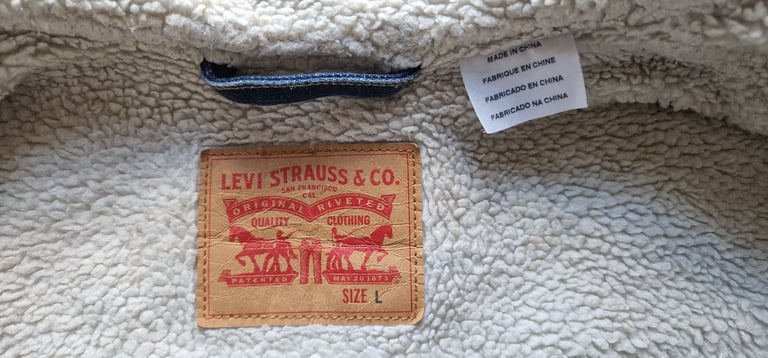 MADE IN CHINA
FABRIQUE EN CHINE
FABRICADO EN CHINA
FABRICADO NA CHINA
LEVI STRAUSS & CO.
SAN FRANCISCO
CAL.
ORIGINAL RIVETED
QUALITY CLOTHING
PATENTED MAY 20 1873
SIZE L